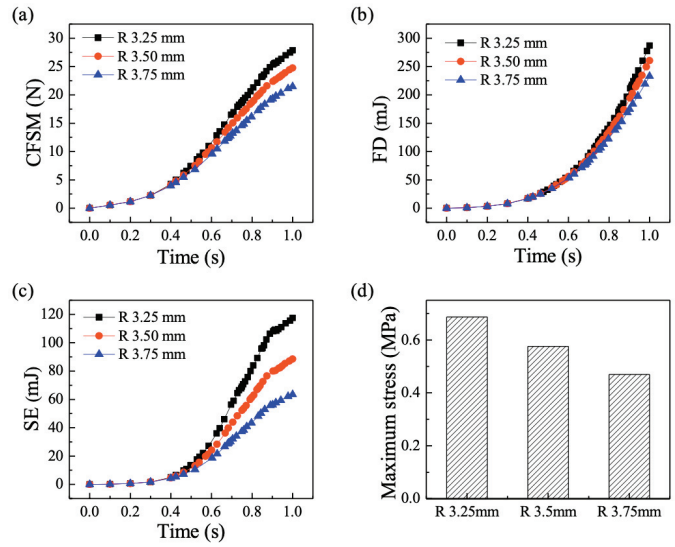 (a)
30
25
20
15
10
5
0
CFSM (N)
R 3.25 mm
R 3.50 mm
R 3.75 mm
0.0 0.2 0.4 0.6 0.8 1.0
Time (s)
(b)
300
250
200
150
100
50
0
FD (mJ)
R 3.25 mm
R 3.50 mm
R 3.75 mm
0.0 0.2 0.4 0.6 0.8 1.0
Time (s)
(c)
120
100
80
60
40
20
0
SE (mJ)
R 3.25 mm
R 3.50 mm
R 3.75 mm
0.0 0.2 0.4 0.6 0.8 1.0
Time (s)
(d)
0.6
0.4
0.2
0.0
Maximum stress (MPa)
R 3.25mm R 3.5mm R 3.75mm